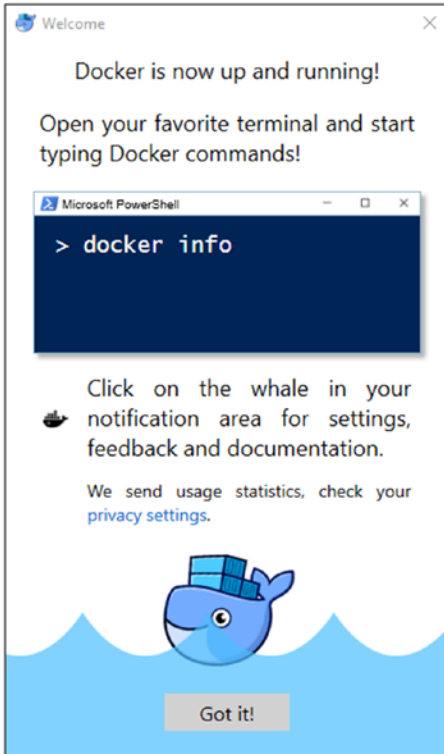 Welcome
Docker is now up and running!
Open your favorite terminal and start
typing Docker commands!
Microsoft PowerShell
> docker info
Click on the whale in your
notification area for settings,
feedback and documentation.
We send usage statistics, check your
privacy settings.
Got it!